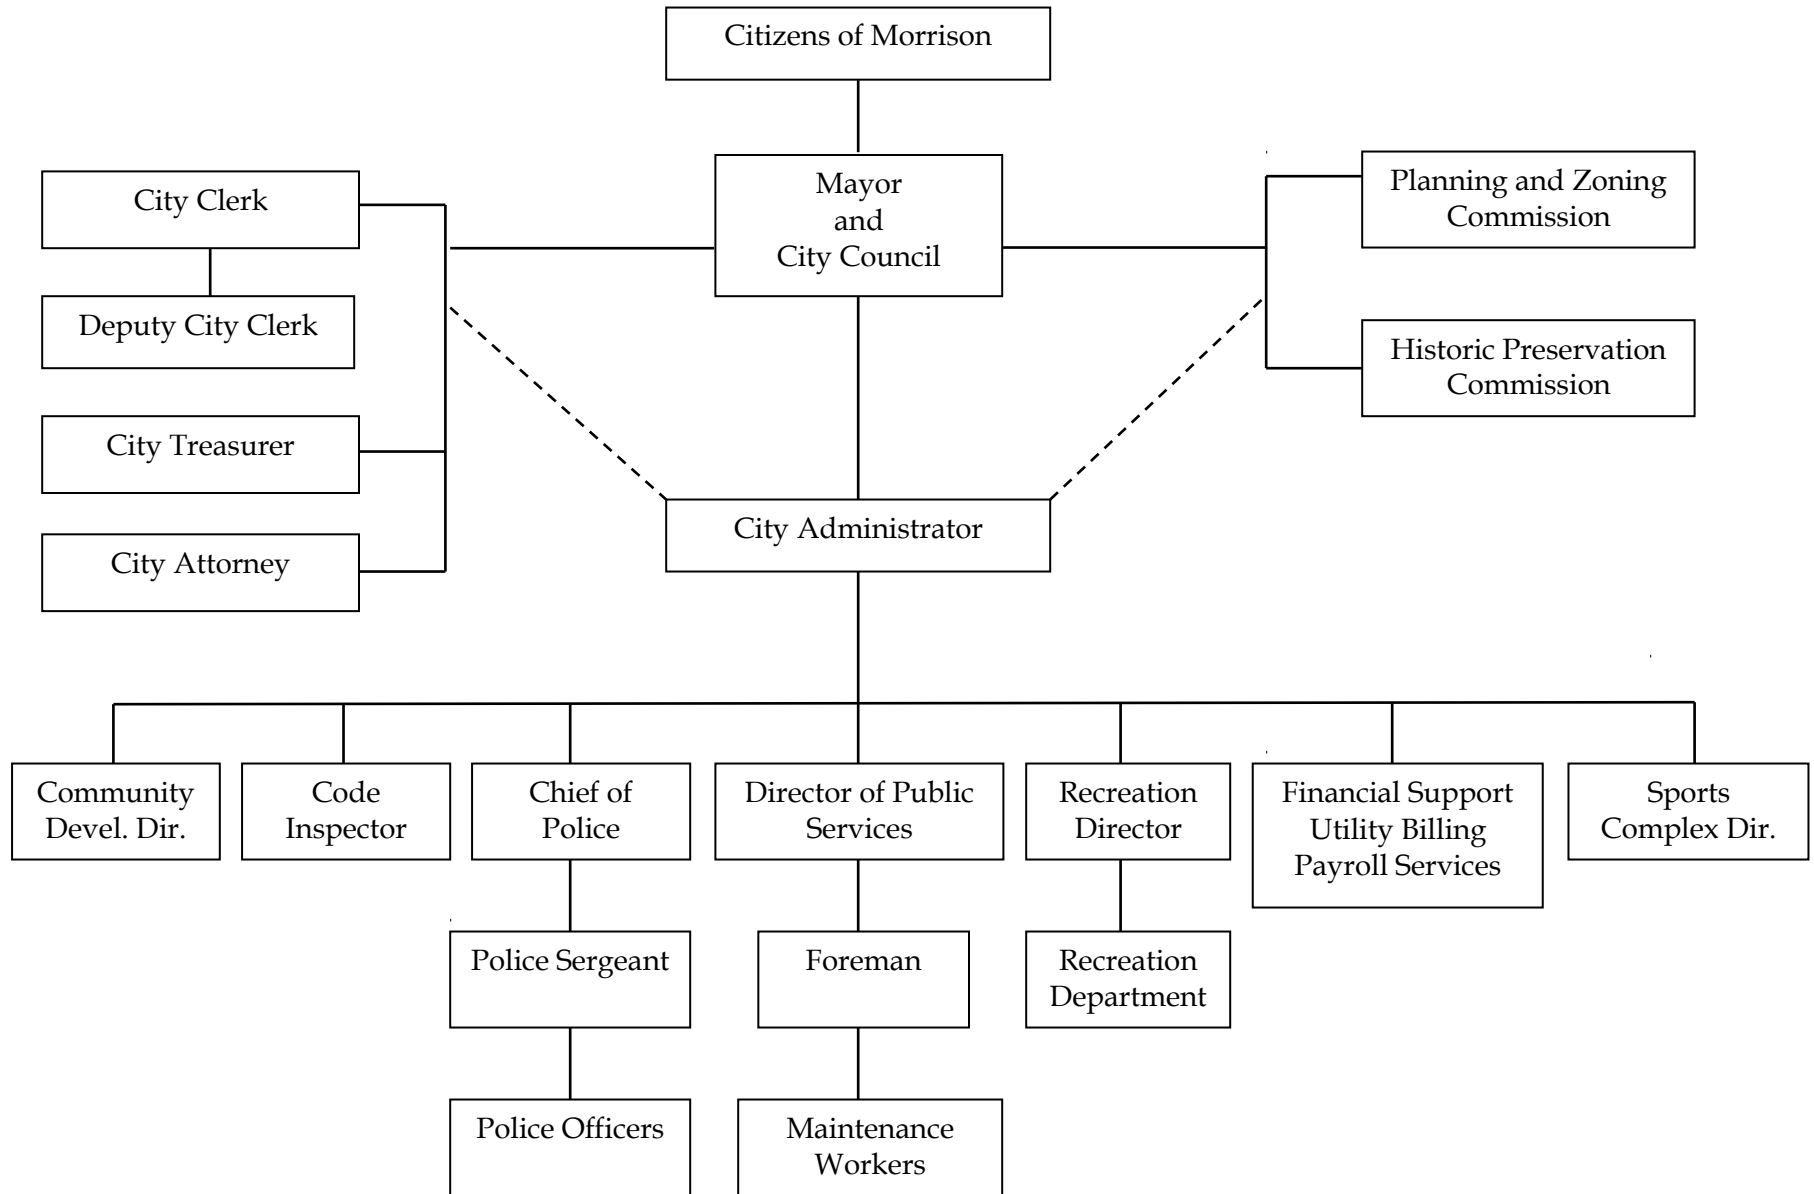 Citizens of Morrison
Mayor
and
City Council
City Clerk
Deputy City Clerk
City Treasurer
City Attorney
Planning and Zoning
Commission
Historic Preservation
Commission
City Administrator
Community
Devel. Dir.
Code
Inspector
Chief of
Police
Director of Public
Services
Recreation
Director
Financial Support
Utility Billing
Payroll Services
Sports
Complex Dir.
Police Sergeant
Foreman
Recreation
Department
Police Officers
Maintenance
Workers